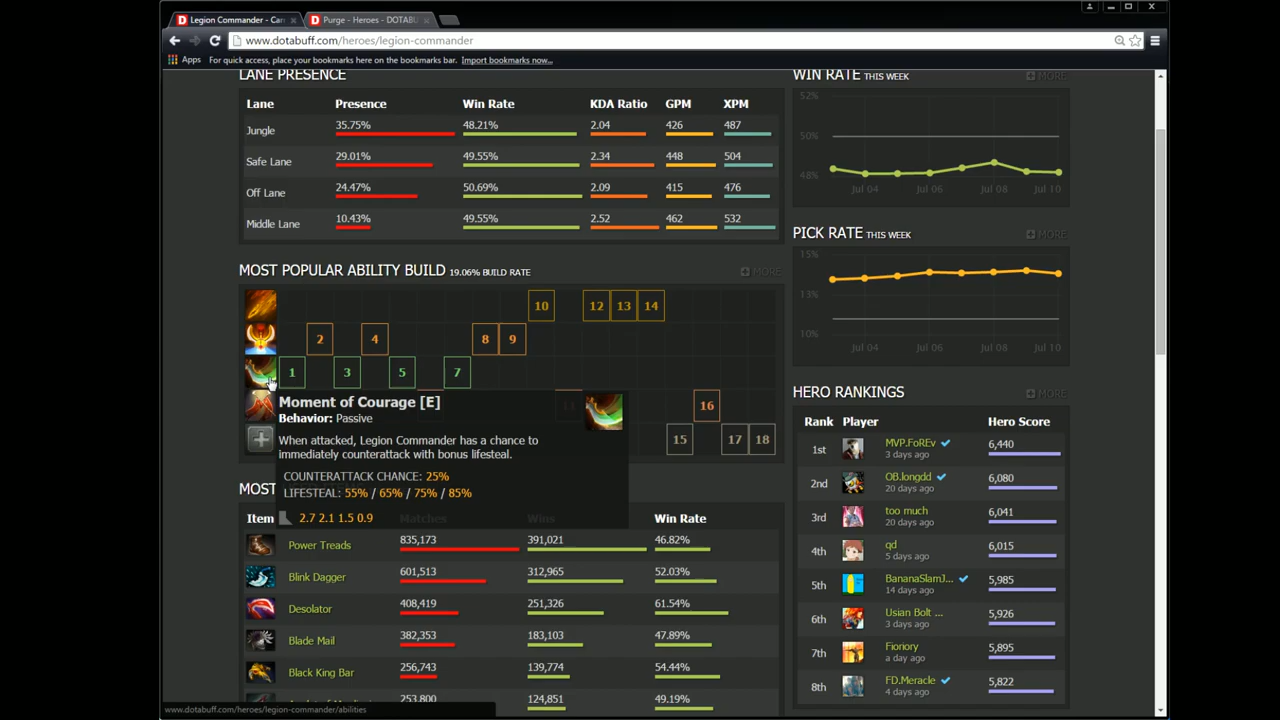 Legion Commander - Car
Purge - Heroes - DOTABU
www.dotabuff.com/heroes/legion-commander
Apps For quick access, place your bookmarks here on the bookmarks bar. Import bookmarks now...
LANE PRESENCE
Lane Presence Win Rate KDA Ratio GPM XPM
Jungle 35.75% 48.21% 2.04 426 487
Safe Lane 29.01% 49.55% 2.34 448 504
Off Lane 24.47% 50.69% 2.09 415 476
Middle Lane 10.43% 49.55% 2.52 462 532
MOST POPULAR ABILITY BUILD 19.06% BUILD RATE
MORE
10 12 13 14
2 4 8 9
1 3 5 7
16
15 17 18
Moment of Courage [E]
Behavior: Passive
When attacked, Legion Commander has a chance to
immediately counterattack with bonus lifesteal.
COUNTERATTACK CHANCE: 25%
LIFESTEAL: 55% / 65% / 75% / 85%
2.7 2.1 1.5 0.9
MOST
Item Matches Wins Win Rate
Power Treads 835,173 391,021 46.82%
Blink Dagger 601,513 312,965 52.03%
Desolator 408,419 251,326 61.54%
Blade Mail 382,353 183,103 47.89%
Black King Bar 256,743 139,774 54.44%
253,800 124,851 49.19%
www.dotabuff.com/heroes/legion-commander/abilities
WIN RATE THIS WEEK
MORE
52%
50%
48%
Jul 04 Jul 06 Jul 08 Jul 10
PICK RATE THIS WEEK
MORE
15%
13%
10%
Jul 04 Jul 06 Jul 08 Jul 10
HERO RANKINGS
MORE
Rank Player Hero Score
1st MVP.FoREv 6,440
3 days ago
2nd OB.longdd 6,080
20 days ago
3rd too much 6,041
20 days ago
4th qd 6,015
5 days ago
5th BananaSlamJ... 5,985
14 days ago
6th Usian Bolt ... 5,926
3 days ago
7th Fioriory 5,895
a day ago
8th FD.Meracle 5,822
4 days ago